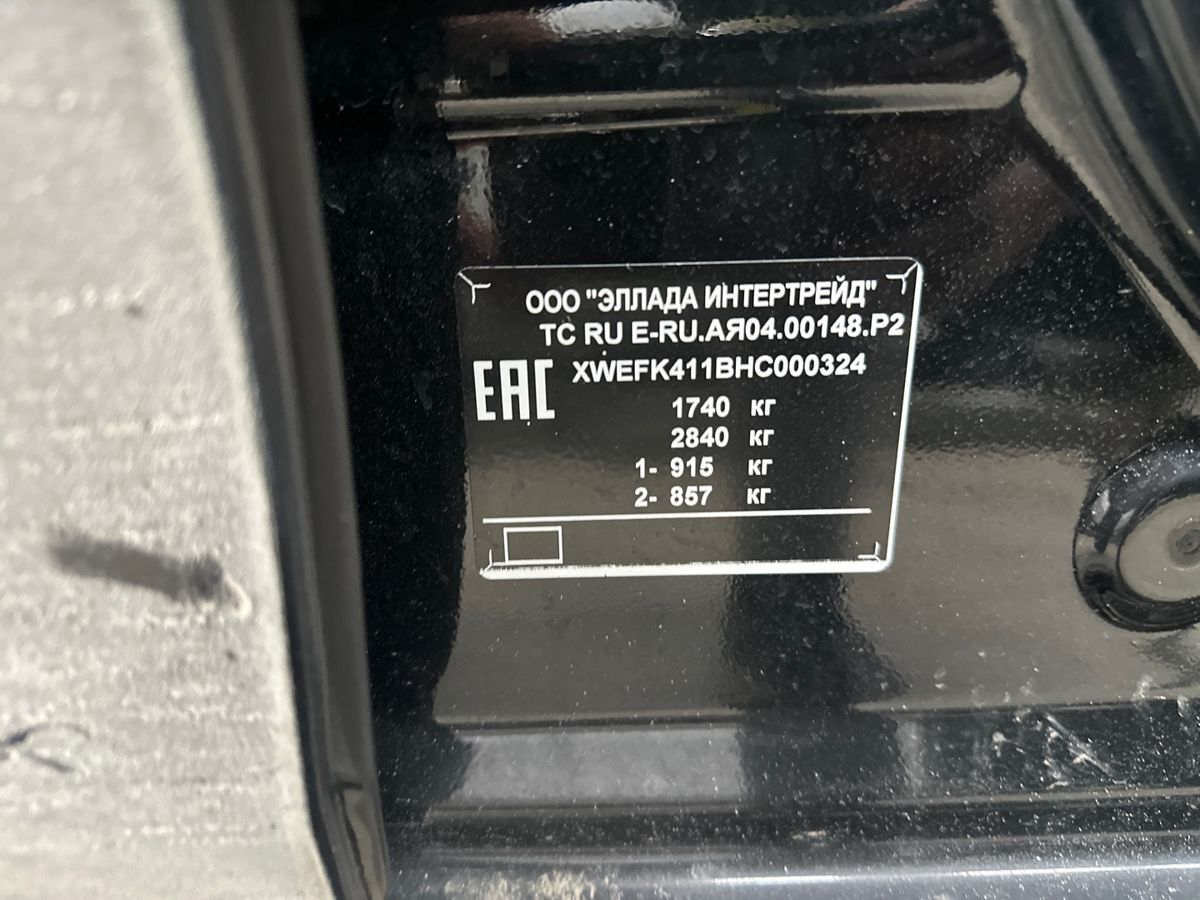 ООО "ЭЛЛАДА ИНТЕРТРЕЙД"
ТС RU E-RU.АЯ04.00148.Р2
EAC XWEFK411BHC000324
1740 кг
2840 кг
1- 915 кг
2- 857 кг